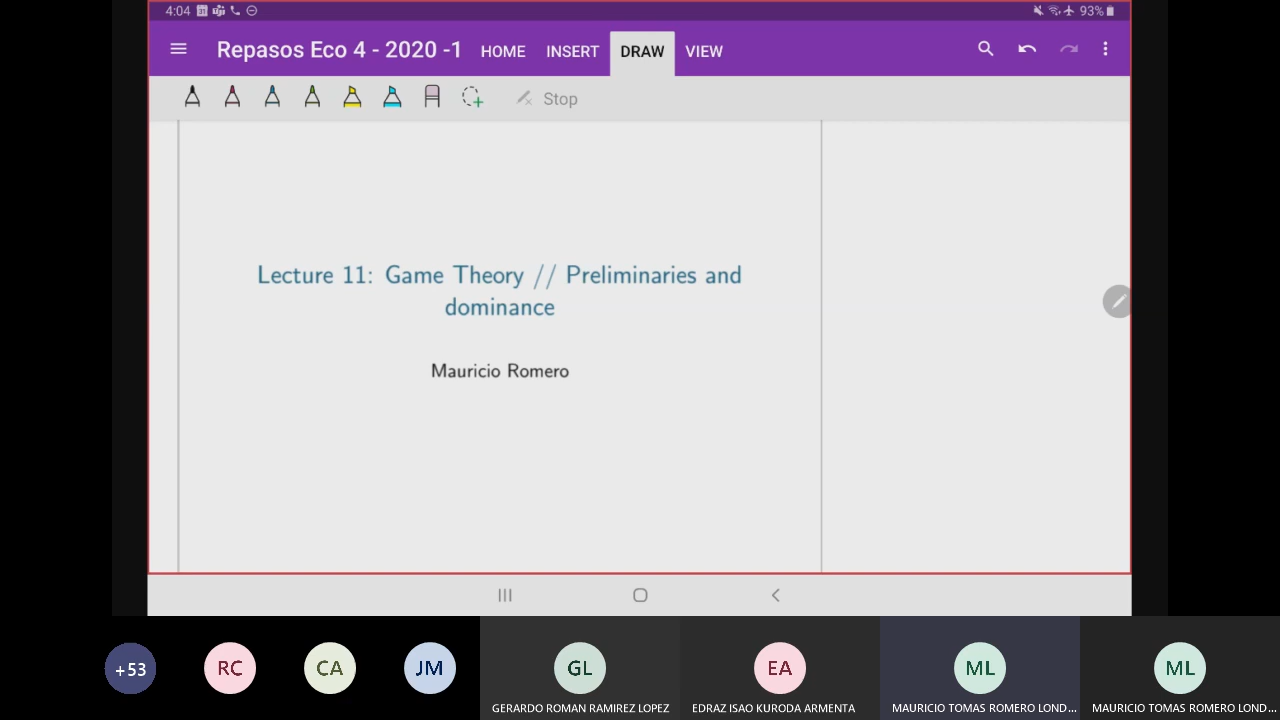 4:04
93%
Repasos Eco 4 - 2020 -1 HOME INSERT DRAW VIEW
Stop
Lecture 11: Game Theory // Preliminaries and
dominance
Mauricio Romero
+53 RC CA JM GL EA ML ML
GERARDO ROMAN RAMIREZ LOPEZ EDRAZ ISAO KURODA ARMENTA MAURICIO TOMAS ROMERO LOND... MAURICIO TOMAS ROMERO LOND...